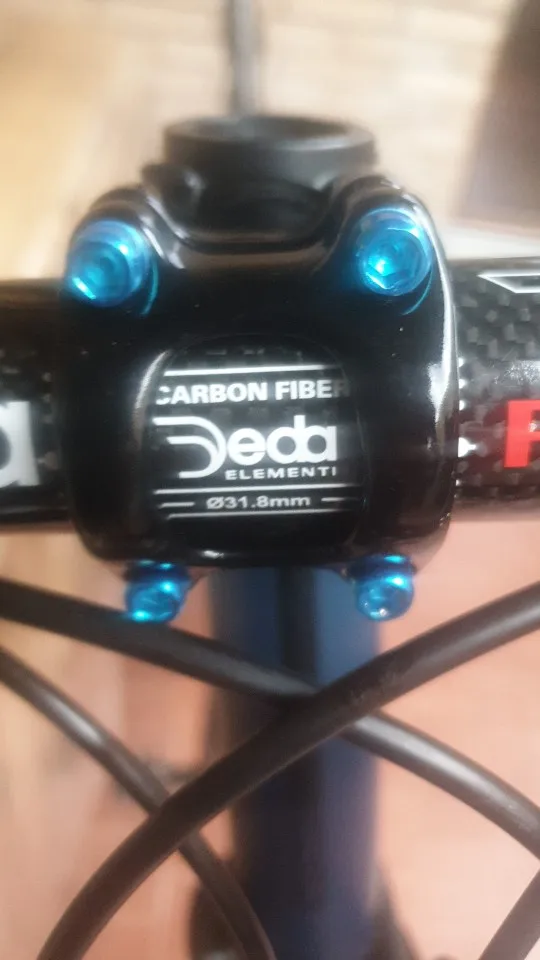 CARBON FIBER
Deda
ELEMENTI
Ø31.8mm